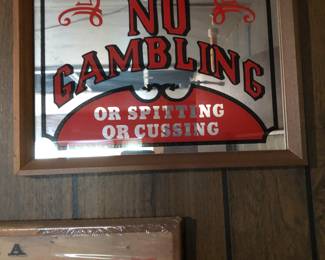 NO
GAMBLING
OR SPITTING
OR CUSSING
A